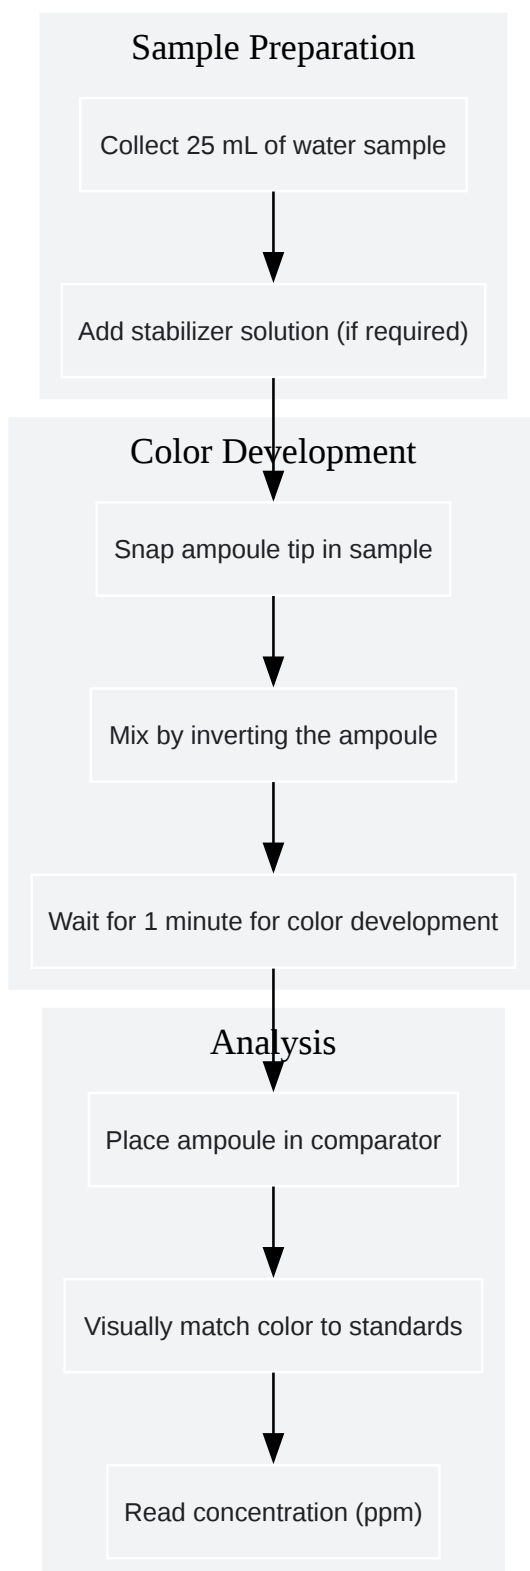 Sample Preparation
Collect 25 mL of water sample
Add stabilizer solution (if required)
Color Development
Snap ampoule tip in sample
Mix by inverting the ampoule
Wait for 1 minute for color development
Analysis
Place ampoule in comparator
Visually match color to standards
Read concentration (ppm)